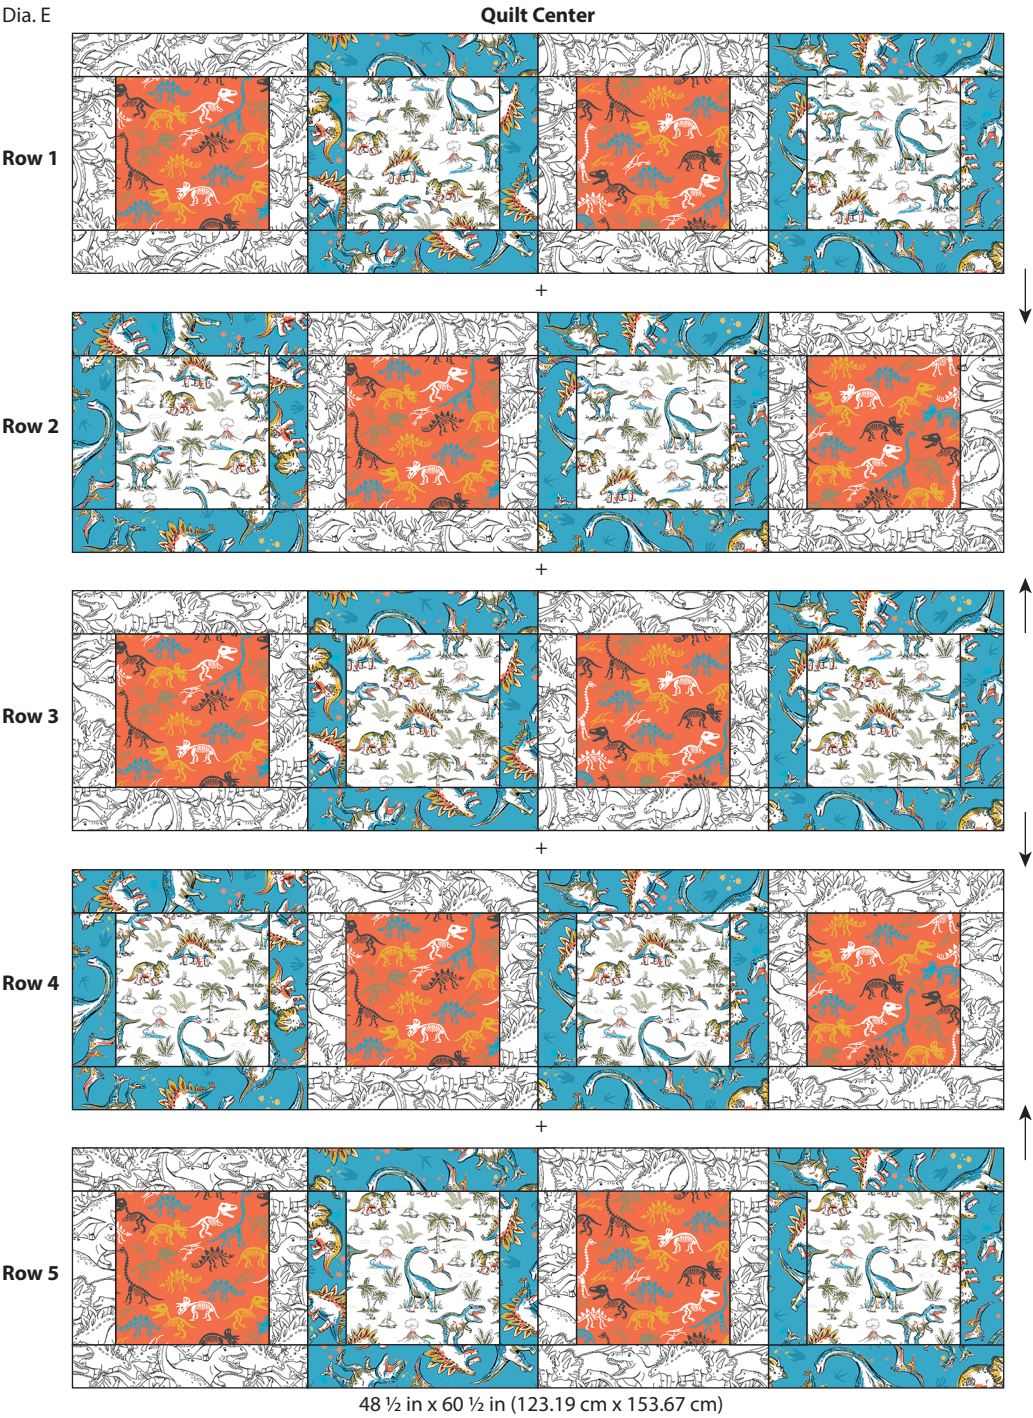 Dia. E
Quilt Center
Row 1
+
Row 2
+
Row 3
+
Row 4
+
Row 5
48 ½ in x 60 ½ in (123.19 cm x 153.67 cm)